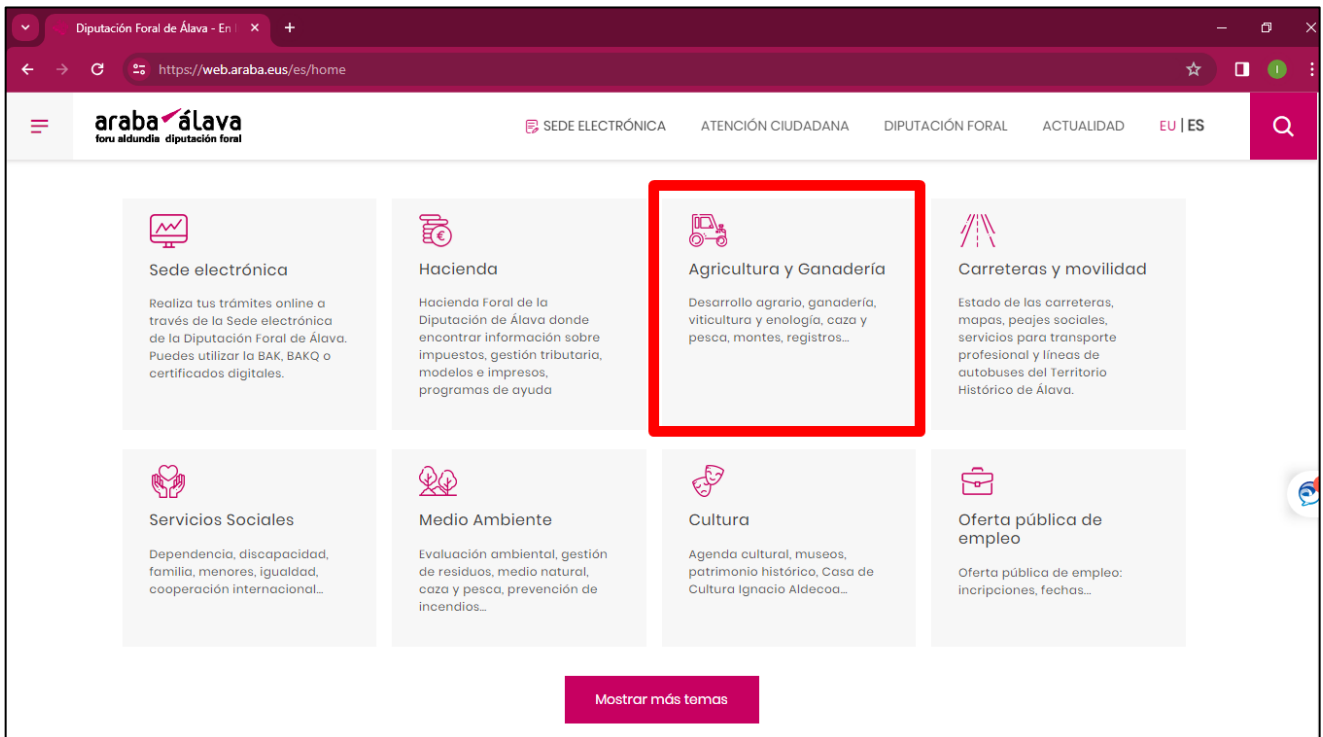 Diputación Foral de Álava - En
https://web.araba.eus/es/home
araba álava
foru aldundia diputación foral
SEDE ELECTRÓNICA
ATENCIÓN CIUDADANA
DIPUTACIÓN FORAL
ACTUALIDAD
EU | ES
Sede electrónica
Realiza tus trámites online a
través de la Sede electrónica
de la Diputación Foral de Álava.
Puedes utilizar la BAK, BAKQ o
certificados digitales.
Hacienda
Hacienda Foral de la
Diputación de Álava donde
encontrar información sobre
impuestos, gestión tributaria,
modelos e impresos,
programas de ayuda
Agricultura y Ganadería
Desarrollo agrario, ganadería,
viticultura y enología, caza y
pesca, montes, registros...
Carreteras y movilidad
Estado de las carreteras,
mapas, peajes sociales,
servicios para transporte
profesional y líneas de
autobuses del Territorio
Histórico de Álava.
Servicios Sociales
Dependencia, discapacidad,
familia, menores, igualdad,
cooperación internacional...
Medio Ambiente
Evaluación ambiental, gestión
de residuos, medio natural,
caza y pesca, prevención de
incendios...
Cultura
Agenda cultural, museos,
patrimonio histórico, Casa de
Cultura Ignacio Aldecoa...
Oferta pública de
empleo
Oferta pública de empleo:
incripciones, fechas...
Mostrar más temas